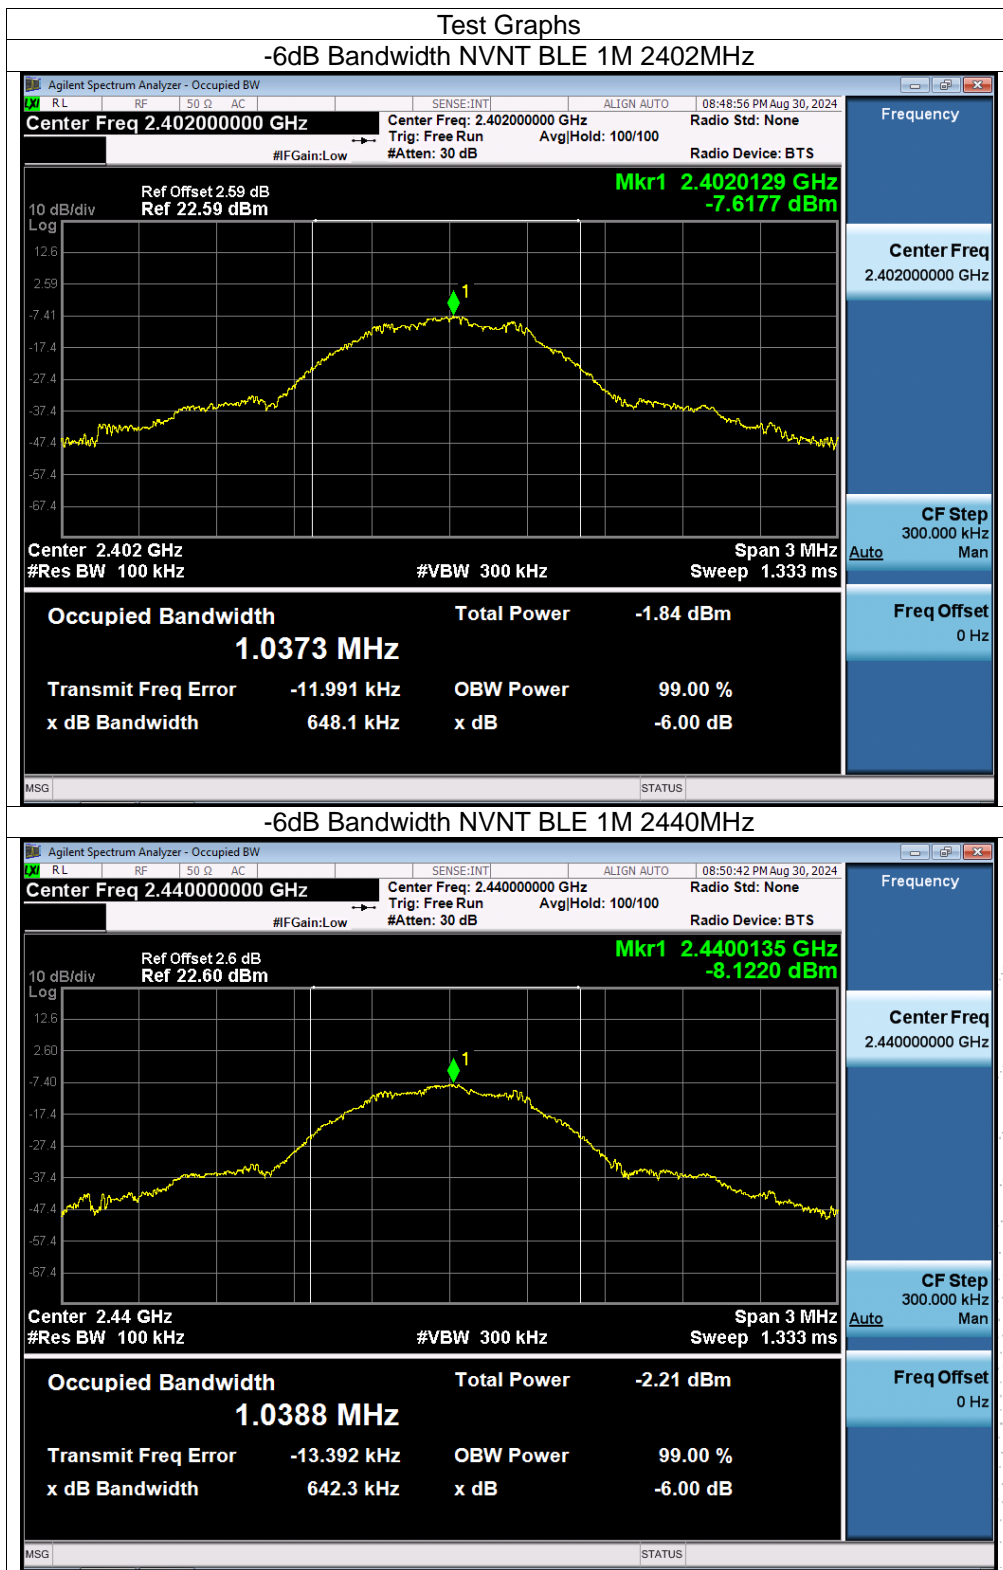 Test Graphs
-6dB Bandwidth NVNT BLE 1M 2402MHz
Agilent Spectrum Analyzer - Occupied BW
LXI RL RF 50 Ω AC SENSE:INT ALIGN AUTO 08:48:56 PM Aug 30, 2024
Center Freq 2.402000000 GHz
Center Freq: 2.402000000 GHz Radio Std: None
Trig: Free Run Avg|Hold: 100/100
#IFGain:Low #Atten: 30 dB Radio Device: BTS
Frequency
Mkr1 2.4020129 GHz
-7.6177 dBm
Ref Offset 2.59 dB
10 dB/div Ref 22.59 dBm
Log
12.6
2.59
-7.41
-17.4
-27.4
-37.4
-47.4
-57.4
-67.4
1
Center Freq
2.402000000 GHz
CF Step
300.000 kHz
Auto Man
Freq Offset
0 Hz
Center 2.402 GHz Span 3 MHz
#Res BW 100 kHz #VBW 300 kHz Sweep 1.333 ms
Occupied Bandwidth Total Power -1.84 dBm
1.0373 MHz
Transmit Freq Error -11.991 kHz OBW Power 99.00 %
x dB Bandwidth 648.1 kHz x dB -6.00 dB
MSG STATUS
-6dB Bandwidth NVNT BLE 1M 2440MHz
Agilent Spectrum Analyzer - Occupied BW
LXI RL RF 50 Ω AC SENSE:INT ALIGN AUTO 08:50:42 PM Aug 30, 2024
Center Freq 2.440000000 GHz
Center Freq: 2.440000000 GHz Radio Std: None
Trig: Free Run Avg|Hold: 100/100
#IFGain:Low #Atten: 30 dB Radio Device: BTS
Frequency
Mkr1 2.4400135 GHz
-8.1220 dBm
Ref Offset 2.6 dB
10 dB/div Ref 22.60 dBm
Log
12.6
2.60
-7.40
-17.4
-27.4
-37.4
-47.4
-57.4
-67.4
1
Center Freq
2.440000000 GHz
CF Step
300.000 kHz
Auto Man
Freq Offset
0 Hz
Center 2.44 GHz Span 3 MHz
#Res BW 100 kHz #VBW 300 kHz Sweep 1.333 ms
Occupied Bandwidth Total Power -2.21 dBm
1.0388 MHz
Transmit Freq Error -13.392 kHz OBW Power 99.00 %
x dB Bandwidth 642.3 kHz x dB -6.00 dB
MSG STATUS